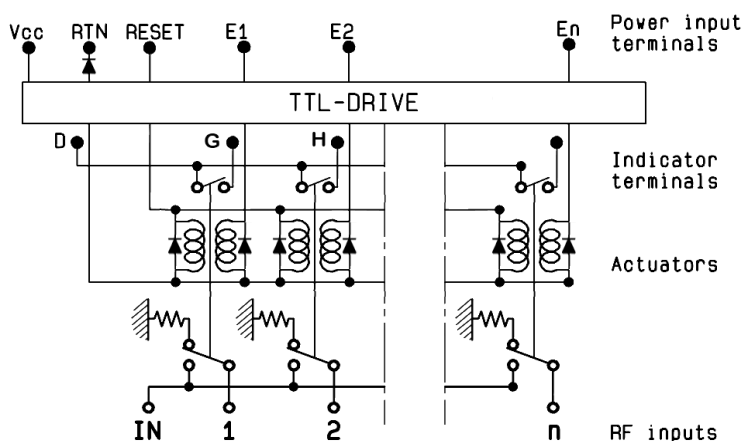 Vcc RTN RESET E1 E2 En Power input
terminals
TTL-DRIVE
D G H Indicator
terminals
Actuators
IN 1 2 n RF inputs